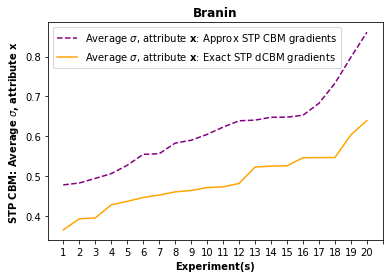 Branin
Average σ, attribute x: Approx STP CBM gradients
Average σ, attribute x: Exact STP dCBM gradients
STP CBM: Average σ, attribute x
0.8
0.7
0.6
0.5
0.4
1 2 3 4 5 6 7 8 9 10 11 12 13 14 15 16 17 18 19 20
Experiment(s)